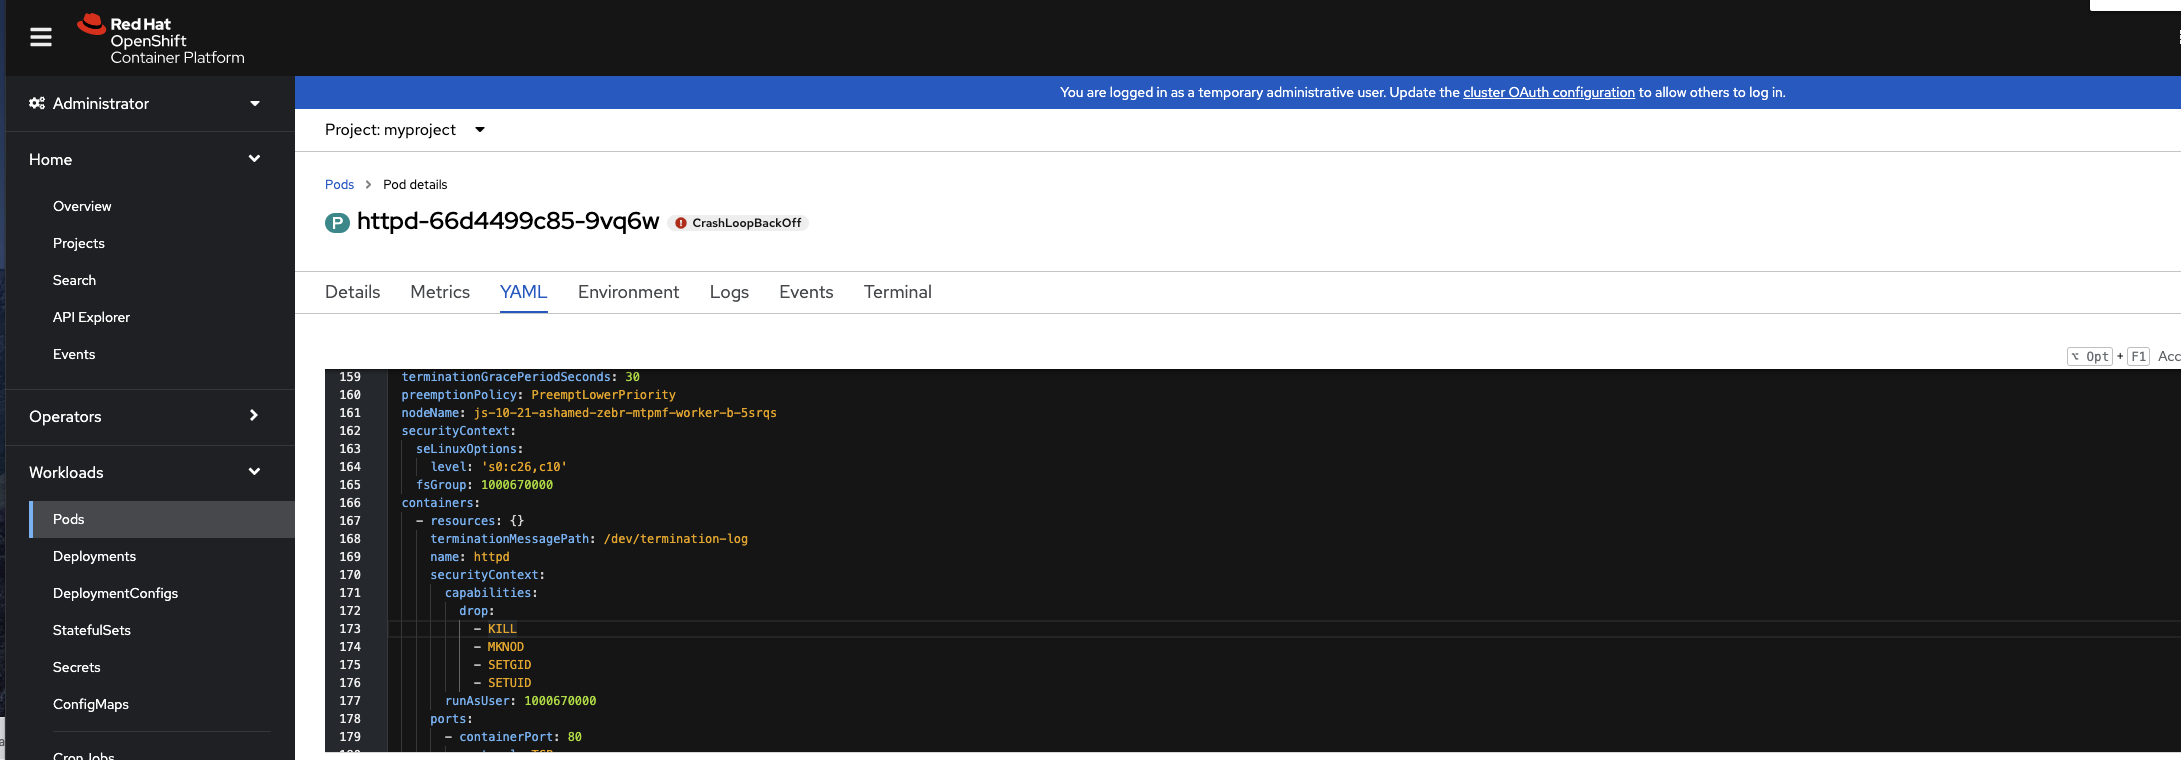 Red Hat
OpenShift
Container Platform
Administrator
You are logged in as a temporary administrative user. Update the cluster OAuth configuration to allow others to log in.
Project: myproject
Home
Overview
Projects
Search
API Explorer
Events
Operators
Workloads
Pods
Deployments
DeploymentConfigs
StatefulSets
Secrets
ConfigMaps
CronJobs
Pods > Pod details
P httpd-66d4499c85-9vq6w CrashLoopBackOff
Details Metrics YAML Environment Logs Events Terminal
⌥ Opt + F1
159 terminationGracePeriodSeconds: 30
160 preemptionPolicy: PreemptLowerPriority
161 nodeName: js-10-21-ashamed-zebr-mtpmf-worker-b-5srqs
162 securityContext:
163 seLinuxOptions:
164 level: 's0:c26,c10'
165 fsGroup: 1000670000
166 containers:
167 - resources: {}
168 terminationMessagePath: /dev/termination-log
169 name: httpd
170 securityContext:
171 capabilities:
172 drop:
173 - KILL
174 - MKNOD
175 - SETGID
176 - SETUID
177 runAsUser: 1000670000
178 ports:
179 - containerPort: 80